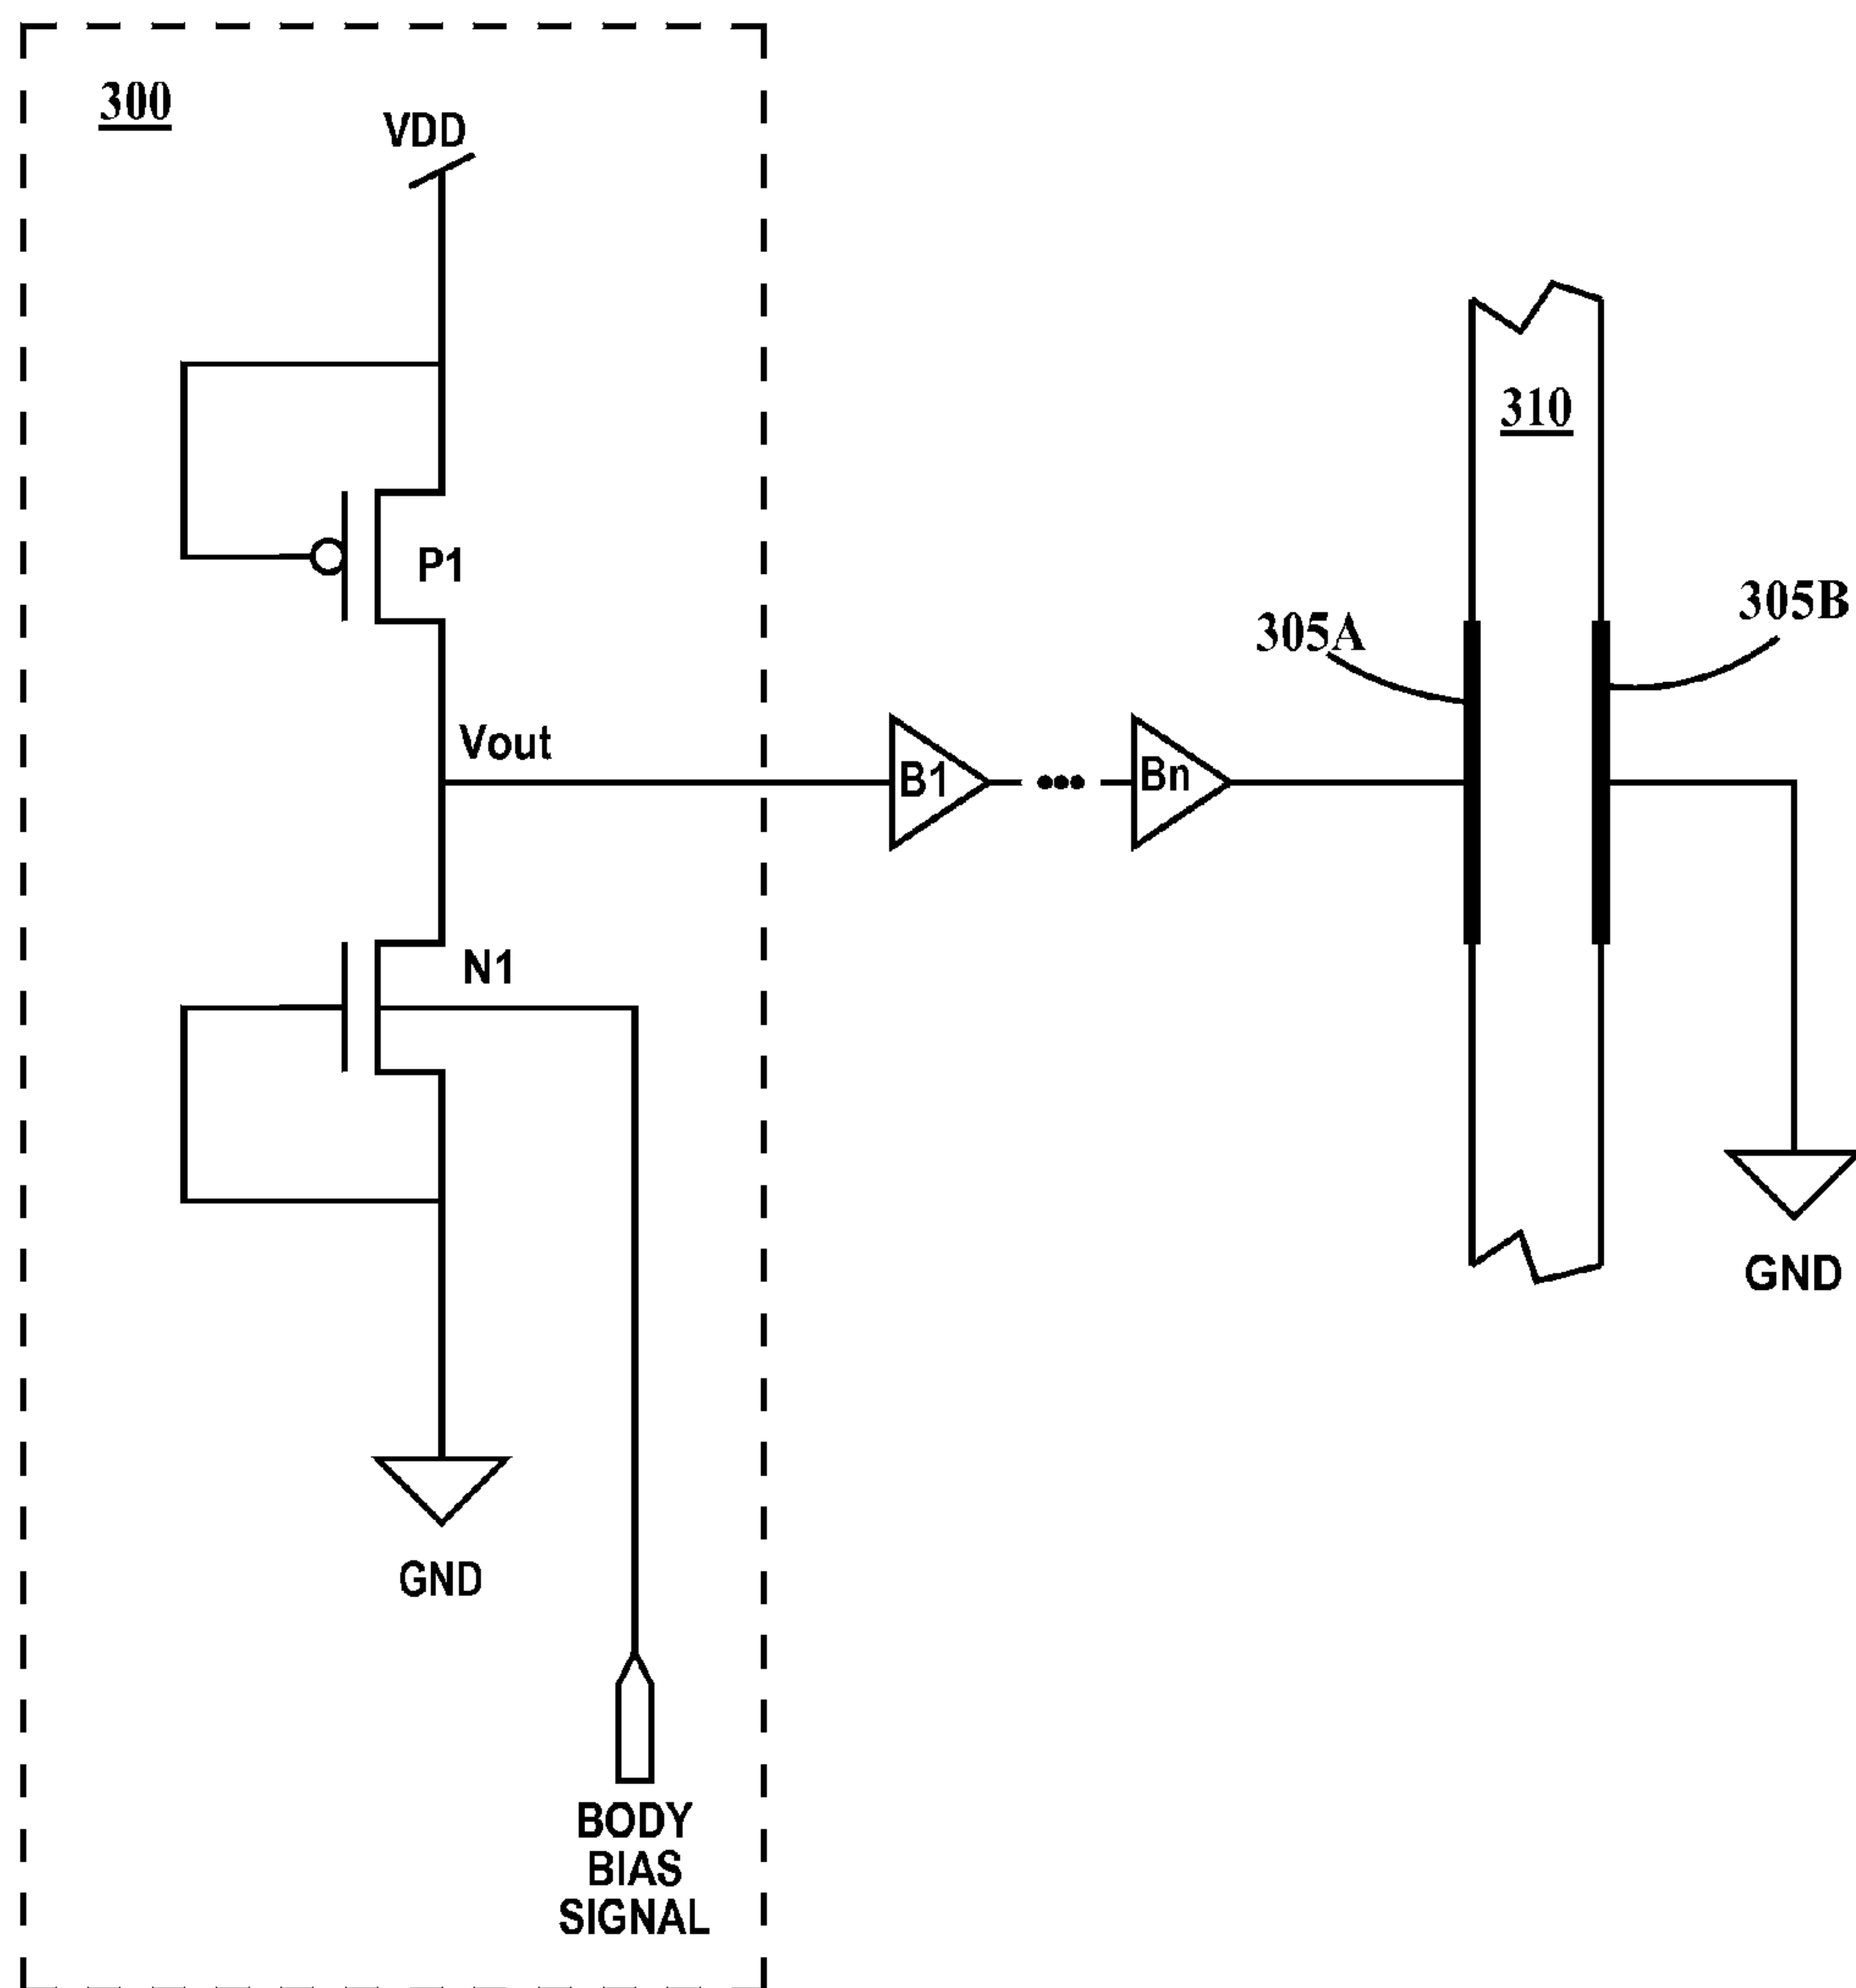 300
VDD
310
P1
305A
305B
Vout
B1
Bn
N1
GND
GND
BODY
BIAS
SIGNAL